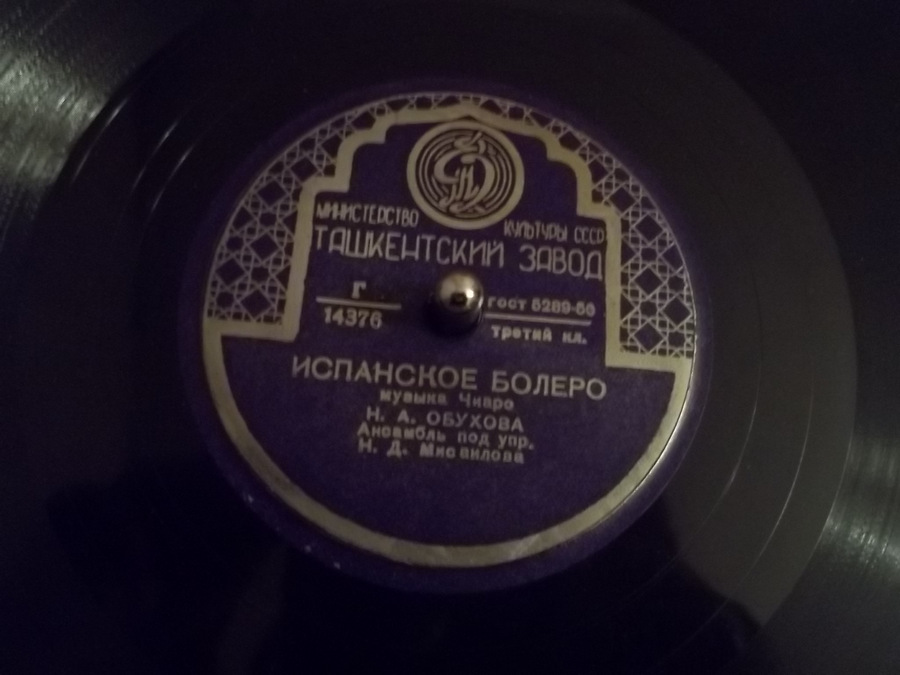 МИНИСТЕРСТВО КУЛЬТУРЫ СССР
ТАШКЕНТСКИЙ ЗАВОД
Г
14376
ГОСТ 5289-56
третий кл.
ИСПАНСКОЕ БОЛЕРО
музыка Чиаро
Н. А. ОБУХОВА
Ансамбль под упр.
Н. Д. Мисаилова